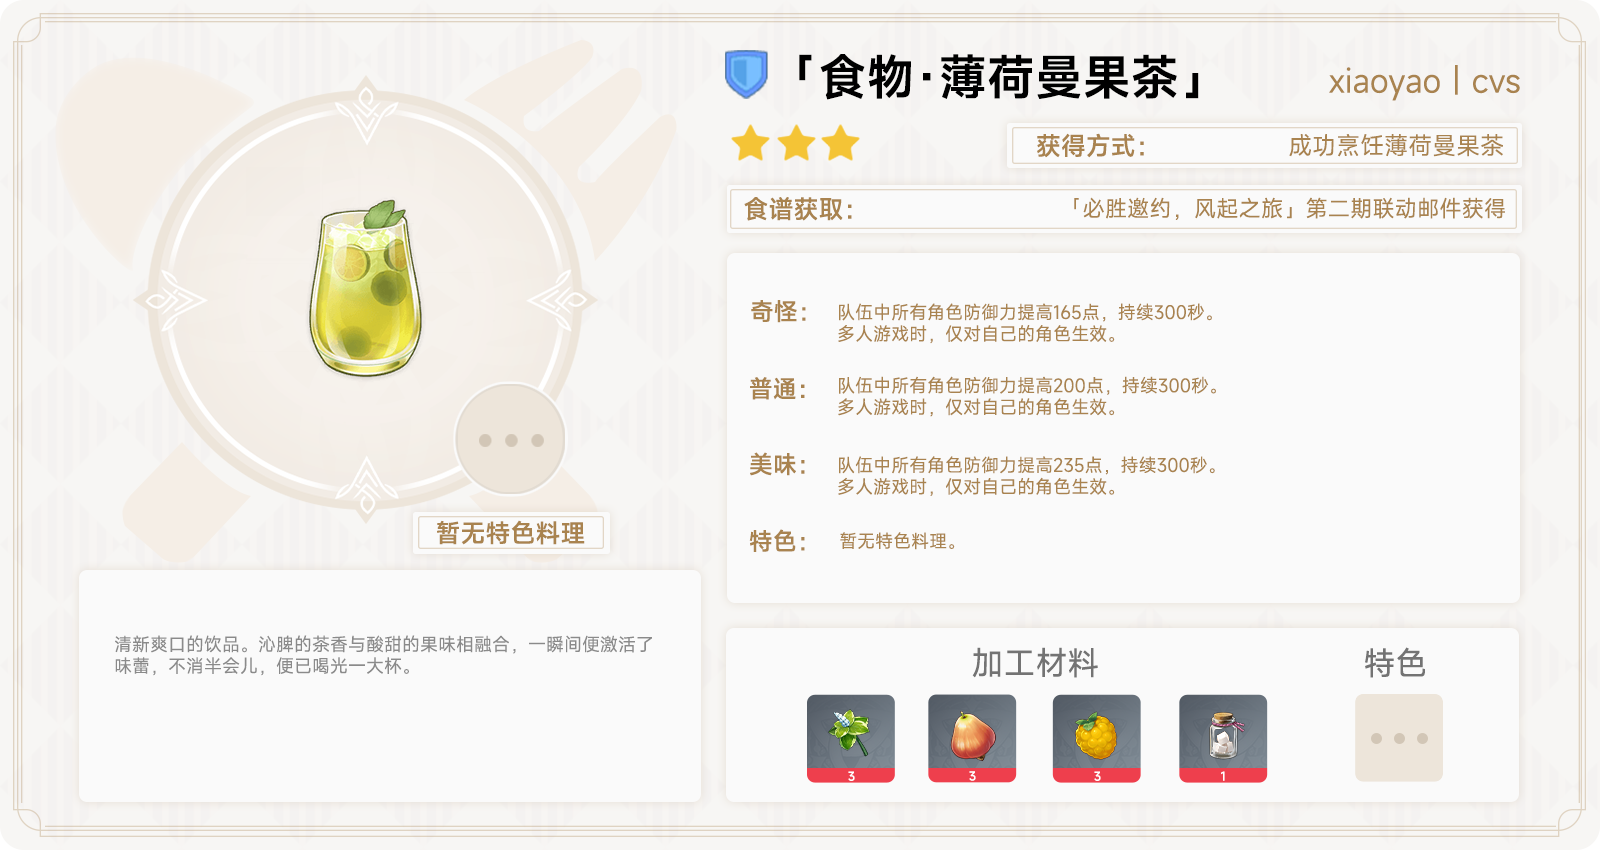 「食物·薄荷曼果茶」
xiaoyao | cvs
获得方式：
成功烹饪薄荷曼果茶
食谱获取：
「必胜邀约，风起之旅」第二期联动邮件获得
奇怪：
队伍中所有角色防御力提高165点，持续300秒。
多人游戏时，仅对自己的角色生效。
普通：
队伍中所有角色防御力提高200点，持续300秒。
多人游戏时，仅对自己的角色生效。
美味：
队伍中所有角色防御力提高235点，持续300秒。
多人游戏时，仅对自己的角色生效。
特色：
暂无特色料理。
暂无特色料理
清新爽口的饮品。沁脾的茶香与酸甜的果味相融合，一瞬间便激活了
味蕾，不消半会儿，便已喝光一大杯。
加工材料
特色
3
3
3
1